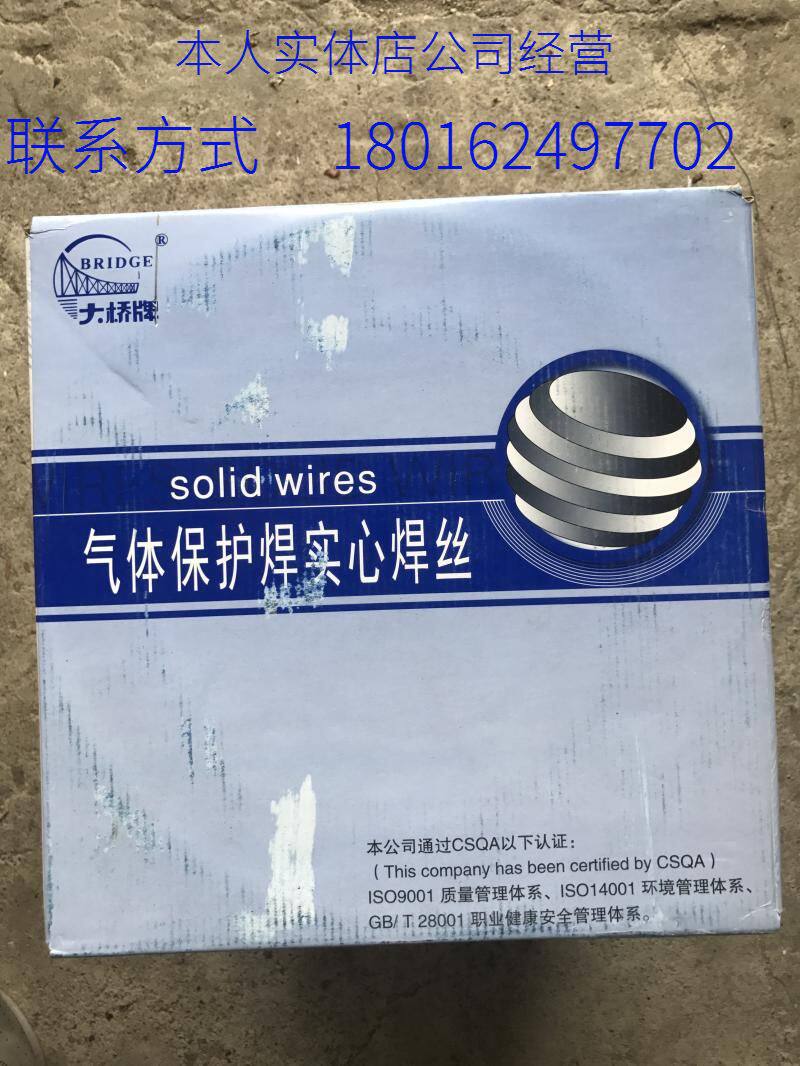 本人实体店公司经营
联系方式 180162497702
BRIDGE®
大桥牌
solid wires
气体保护焊实心焊丝
本公司通过CSQA以下认证：
(This company has been certified by CSQA)
ISO9001 质量管理体系、ISO14001 环境管理体系、
GB/T 28001 职业健康安全管理体系。